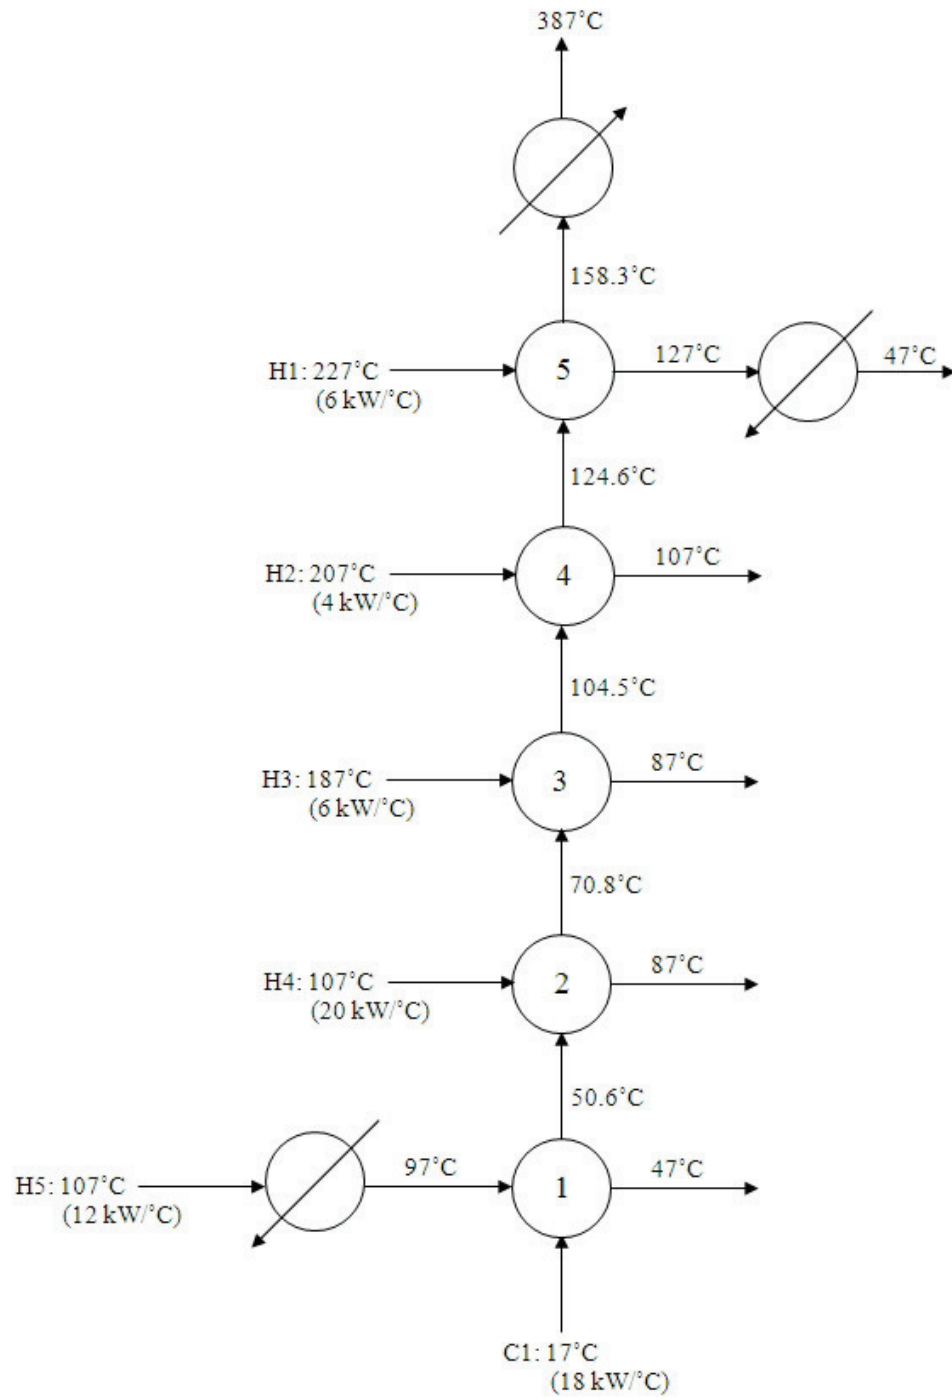 387˚C
158.3˚C
H1: 227˚C
(6 kW/˚C)
5
127˚C
47˚C
124.6˚C
H2: 207˚C
(4 kW/˚C)
4
107˚C
104.5˚C
H3: 187˚C
(6 kW/˚C)
3
87˚C
70.8˚C
H4: 107˚C
(20 kW/˚C)
2
87˚C
50.6˚C
H5: 107˚C
(12 kW/˚C)
97˚C
1
47˚C
C1: 17˚C
(18 kW/˚C)